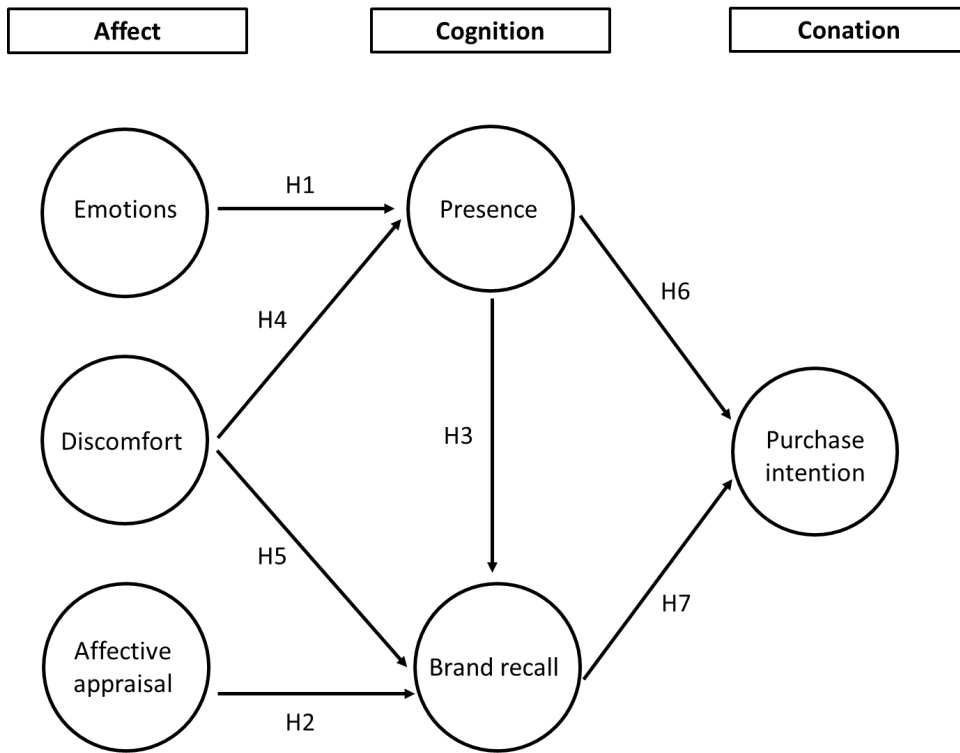 Affect
Cognition
Conation
Emotions
H1
Presence
H4
H6
Discomfort
H3
Purchase
intention
H5
H7
Affective
appraisal
H2
Brand recall